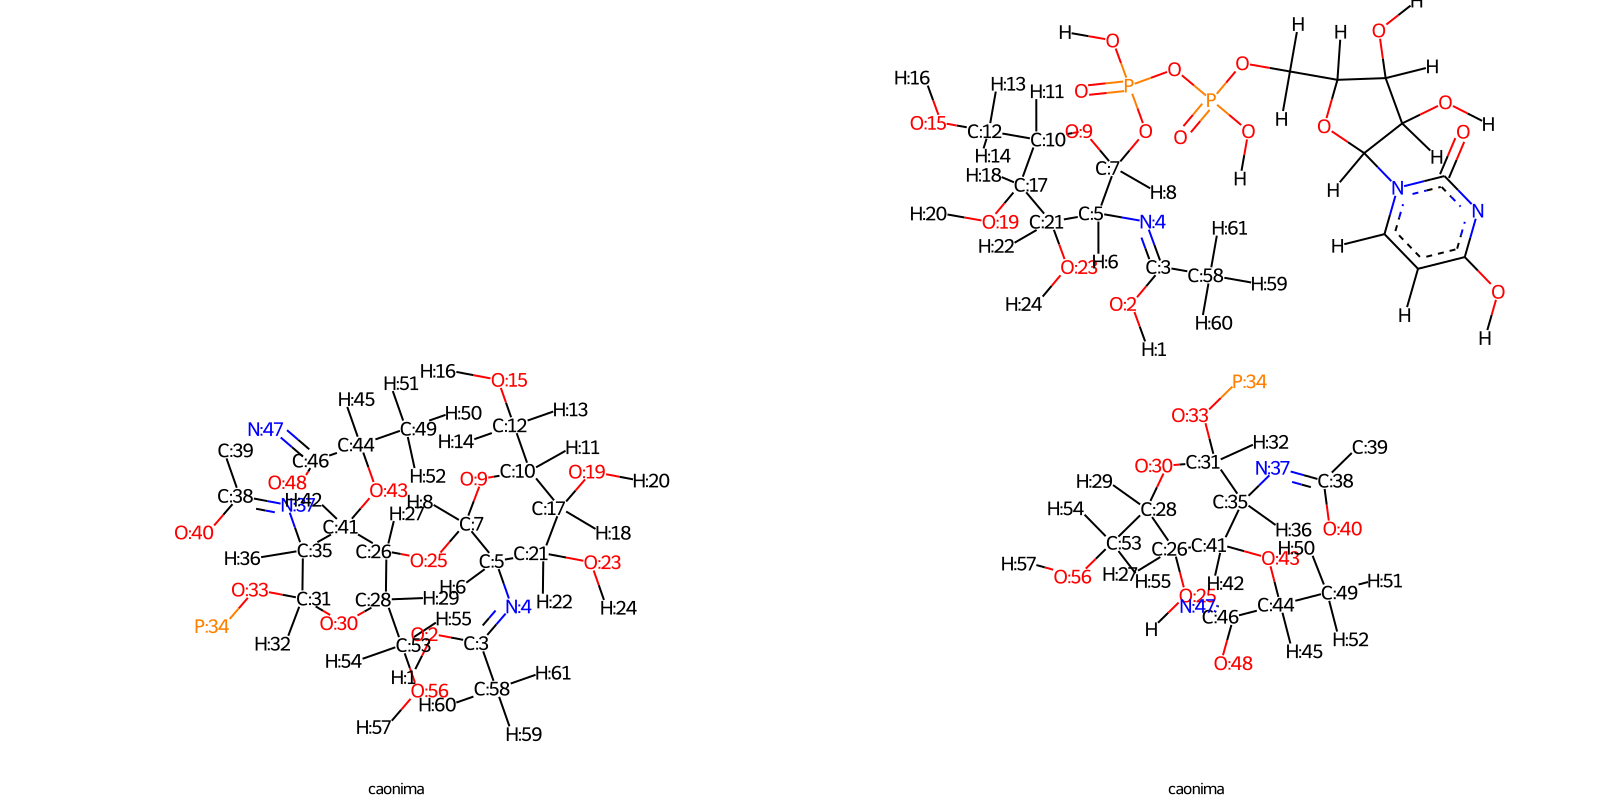 H
H
H
H
O
O
O
H
H:16
H:13
H:11
O
P
O
P
O
H
O
H
O:15
C:12
C:10
O:9
O
O
O
O
O
H
H:14
H:18
C:17
C:7
H:8
H
H
H
N
N
H:20
O:19
C:21
C:5
N:4
H:61
H
H:22
O:23
H:6
C:3
C:58
H:59
H:24
O:2
H:60
H
O
H:1
H
H:16
O:15
H:51
H:45
H:50
H:13
N:47
C:44
C:49
C:12
H:14
C:39
C:46
H:11
O:48
H:52
O:9
C:10
O:19
H:20
C:38
N:37
H:42
O:43
H:8
H:27
C:17
O:40
C:41
C:7
H:18
H:36
C:35
C:26
O:25
C:5
C:21
O:23
O:33
H:6
C:31
C:28
H:29
N:4
H:22
H:24
P:34
O:30
H:55
H:32
C:53
O:2
C:3
H:54
H:1
O:56
C:58
H:61
H:60
H:57
H:59
P:34
O:33
H:32
C:39
O:30
C:31
N:37
C:38
H:29
C:35
H:54
C:28
H:36
O:40
C:53
C:26
C:41
O:43
H:50
H:57
O:56
H:27
H:55
H:42
H:51
O:25
N:47
C:46
C:44
C:49
H
H:52
O:48
H:45
caonima
caonima